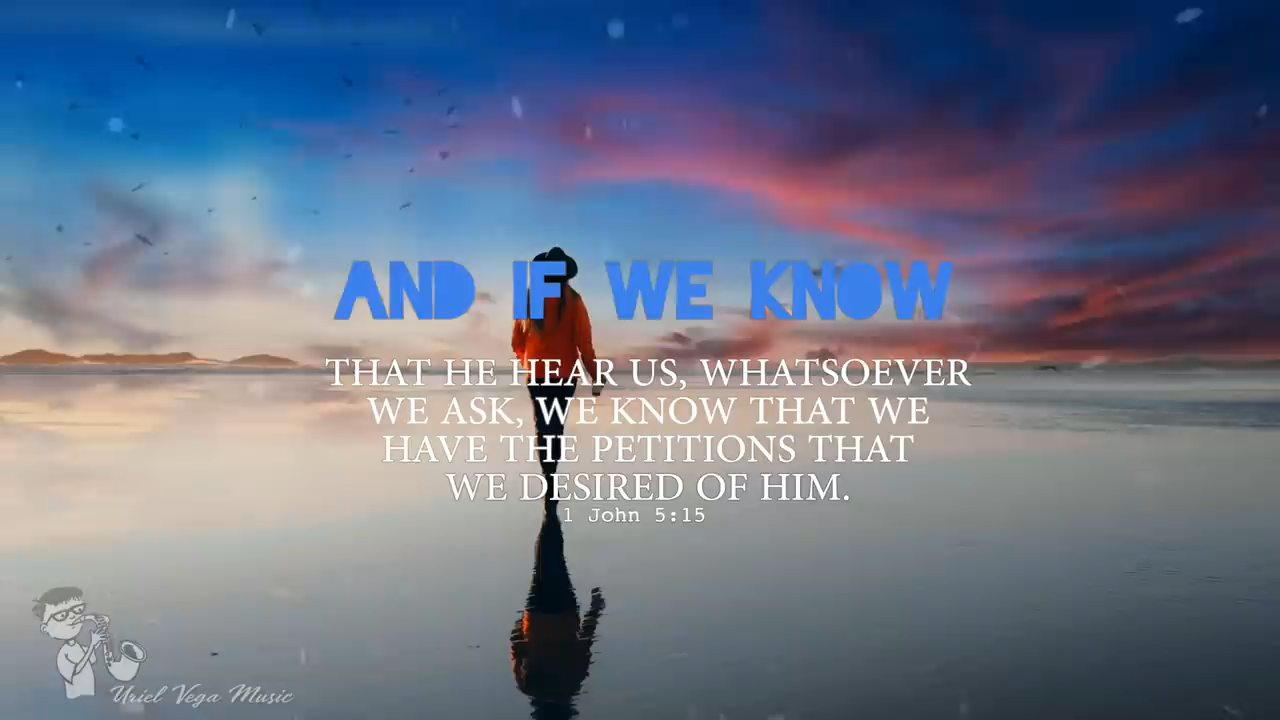 AND IF WE KNOW
THAT HE HEAR US, WHATSOEVER
WE ASK, WE KNOW THAT WE
HAVE THE PETITIONS THAT
WE DESIRED OF HIM.
1 John 5:15
Uriel Vega Music